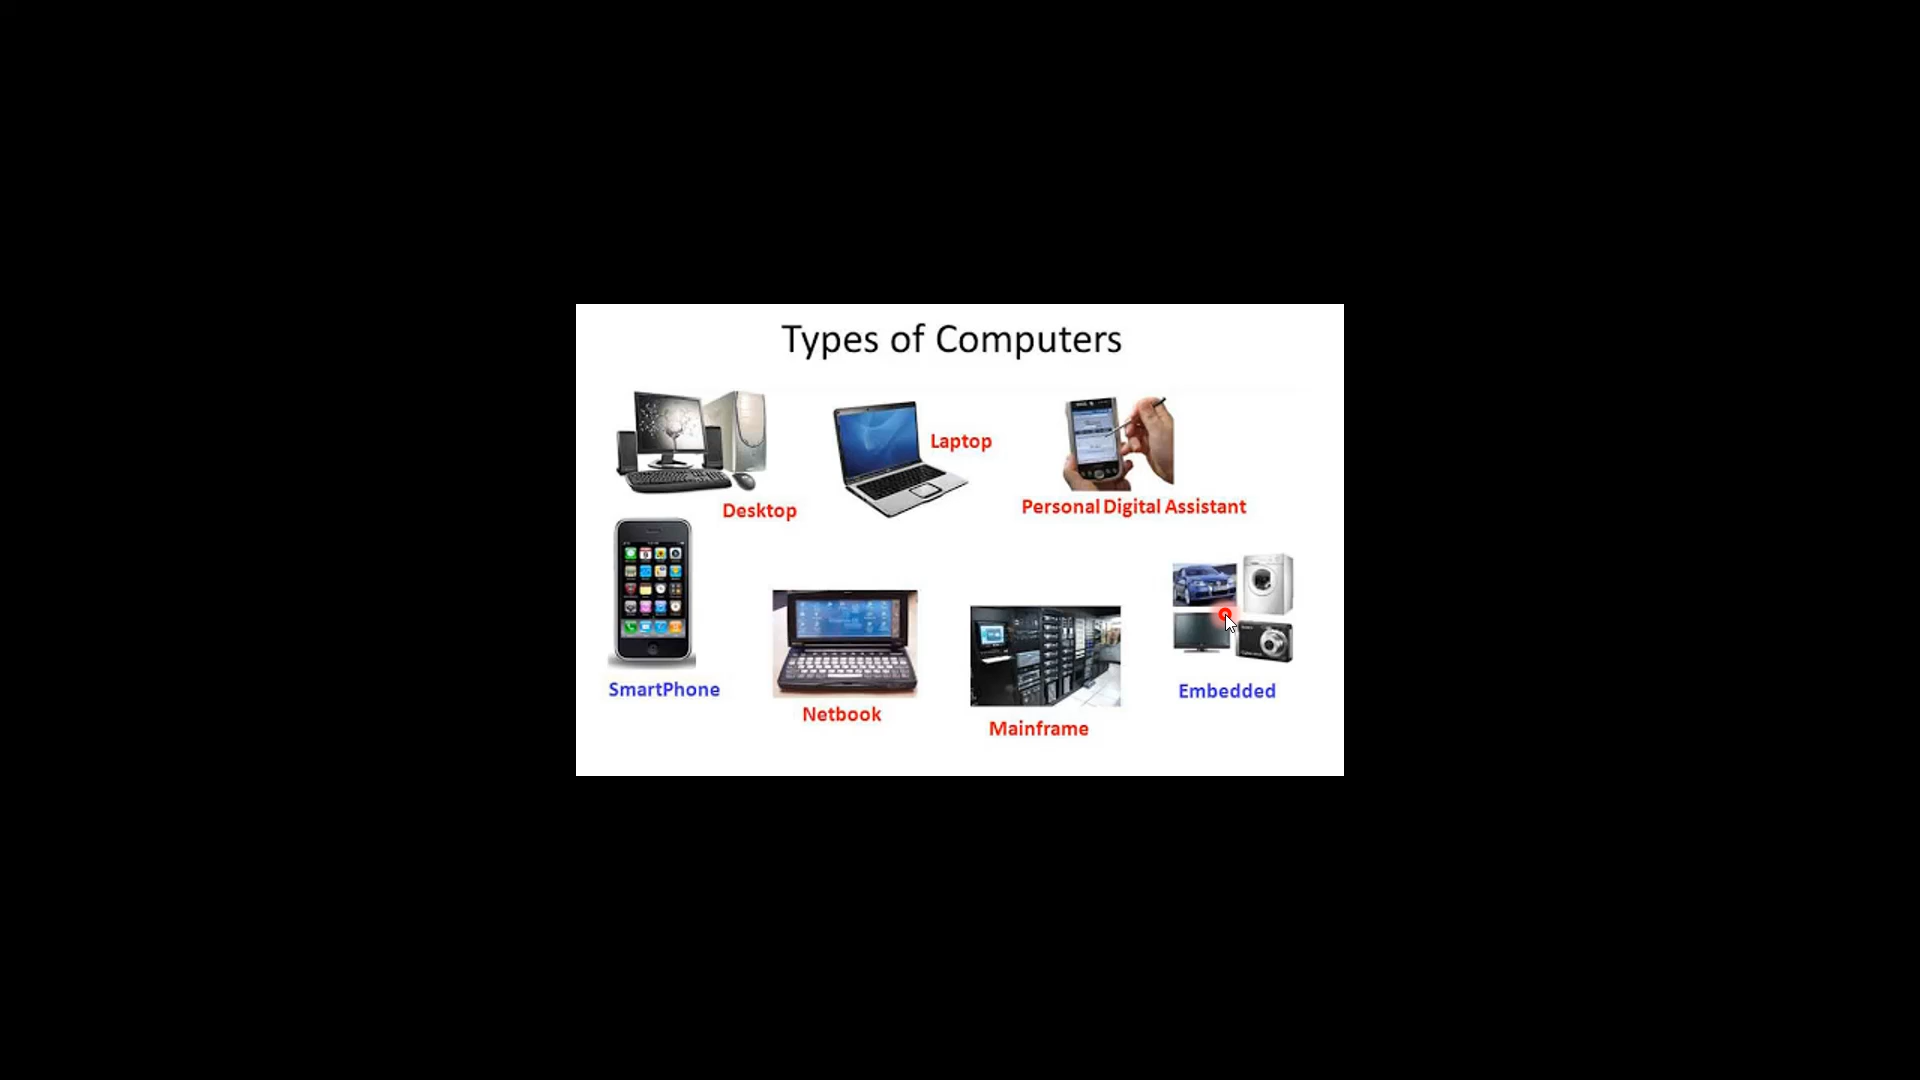 Types of Computers
Laptop
Desktop
Personal Digital Assistant
SmartPhone
Netbook
Mainframe
Embedded